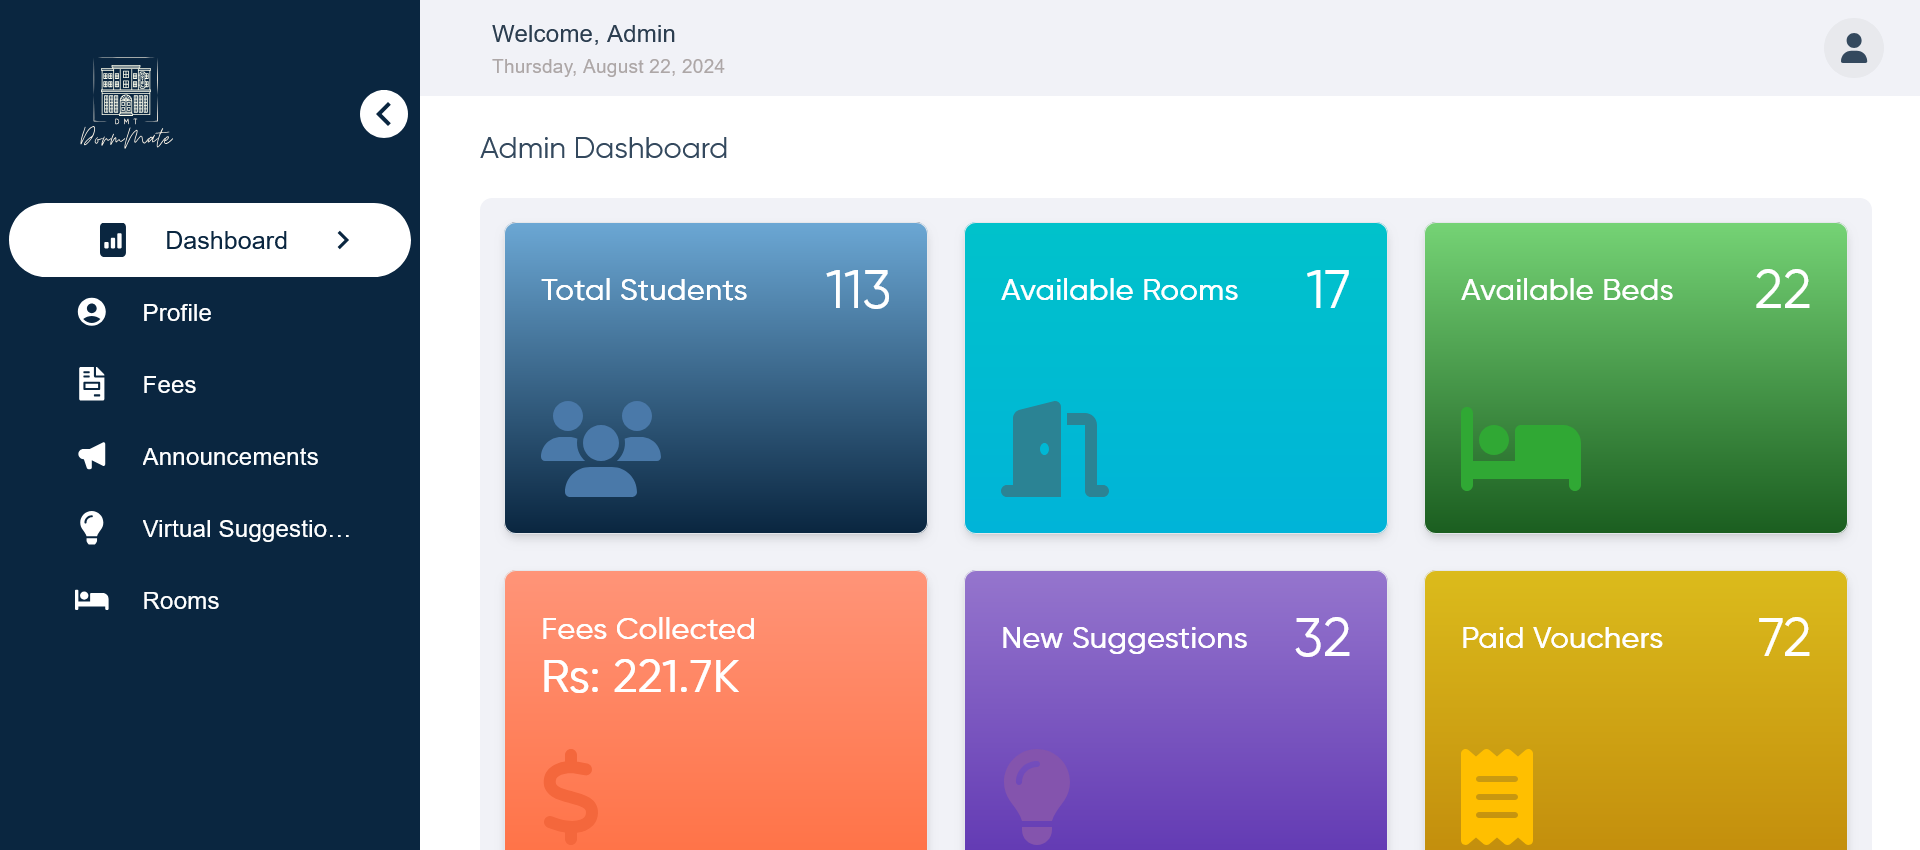 DMT
DormMate
Dashboard
Profile
Fees
Announcements
Virtual Suggestio...
Rooms
Welcome, Admin
Thursday, August 22, 2024
Admin Dashboard
Total Students 113
Available Rooms 17
Available Beds 22
Fees Collected
Rs: 221.7K
New Suggestions 32
Paid Vouchers 72